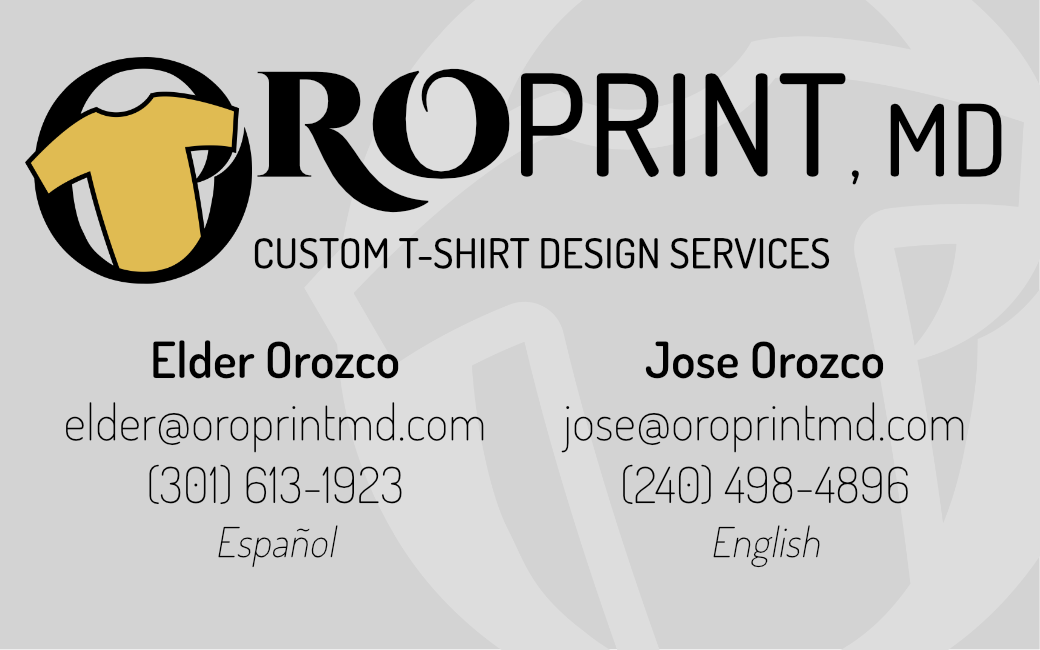 OROPRINT, MD
CUSTOM T-SHIRT DESIGN SERVICES
Elder Orozco
elder@oroprintmd.com
(301) 613-1923
Español
Jose Orozco
jose@oroprintmd.com
(240) 498-4896
English